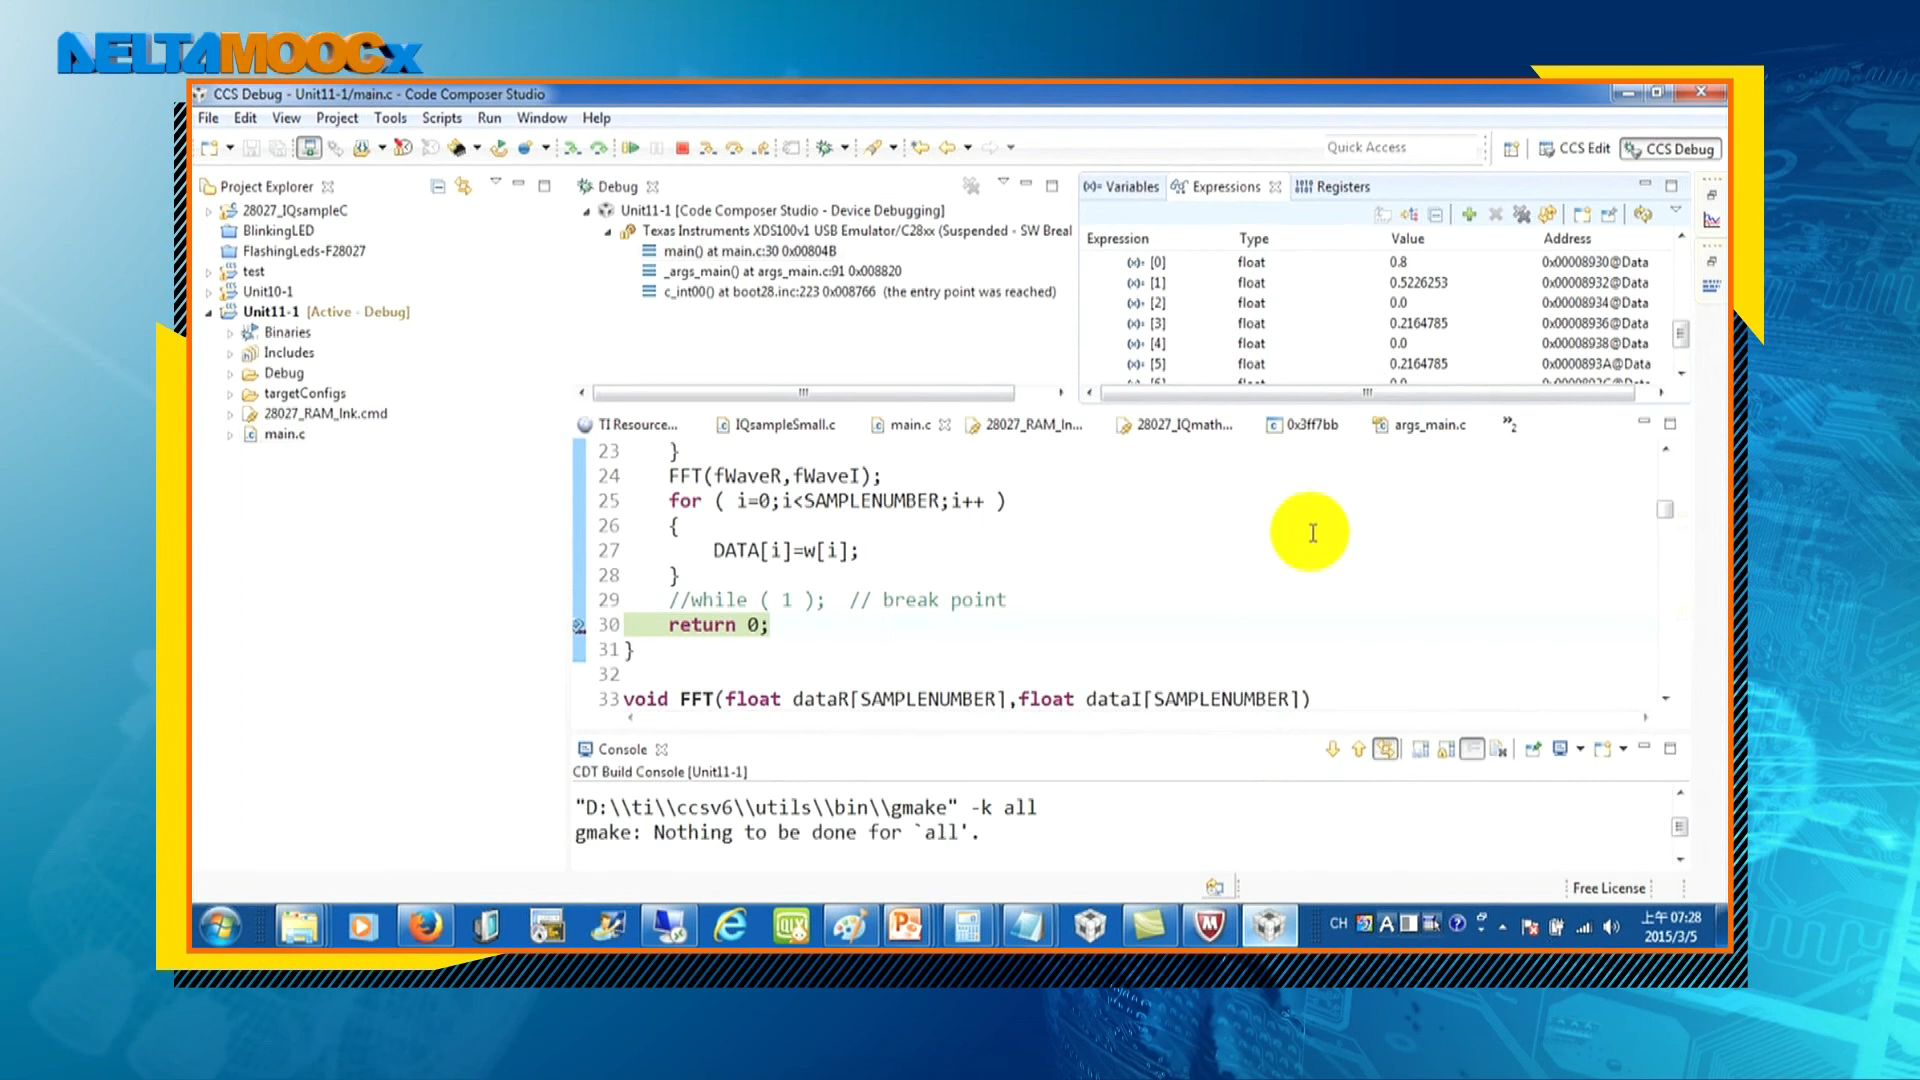 DELTAMOOCx
CCS Debug - Unit11-1/main.c - Code Composer Studio
File Edit View Project Tools Scripts Run Window Help
Quick Access CCS Edit CCS Debug
Project Explorer
28027_IQsampleC
BlinkingLED
FlashingLeds-F28027
test
Unit10-1
Unit11-1 [Active - Debug]
Binaries
Includes
Debug
targetConfigs
28027_RAM_lnk.cmd
main.c
Debug
Unit11-1 [Code Composer Studio - Device Debugging]
Texas Instruments XDS100v1 USB Emulator/C28xx (Suspended - SW Breal
main() at main.c:30 0x00804B
_args_main() at args_main.c:91 0x008820
c_int00() at boot28.inc:223 0x008766 (the entry point was reached)
(x)= Variables Expressions Registers
Expression Type Value Address
(x)= [0] float 0.8 0x00008930@Data
(x)= [1] float 0.5226253 0x00008932@Data
(x)= [2] float 0.0 0x00008934@Data
(x)= [3] float 0.2164785 0x00008936@Data
(x)= [4] float 0.0 0x00008938@Data
(x)= [5] float 0.2164785 0x0000893A@Data
TI Resource... IQsampleSmall.c main.c 28027_RAM_ln... 28027_IQmath... 0x3ff7bb args_main.c »2
23 }
24 FFT(fWaveR,fWaveI);
25 for ( i=0;i<SAMPLENUMBER;i++ )
26 {
27 DATA[i]=w[i];
28 }
29 //while ( 1 ); // break point
30 return 0;
31 }
32
33 void FFT(float dataR[SAMPLENUMBER],float dataI[SAMPLENUMBER])
Console
CDT Build Console [Unit11-1]
"D:\\ti\\ccsv6\\utils\\bin\\gmake" -k all
gmake: Nothing to be done for `all'.
Free License
CH A
上午 07:28
2015/3/5